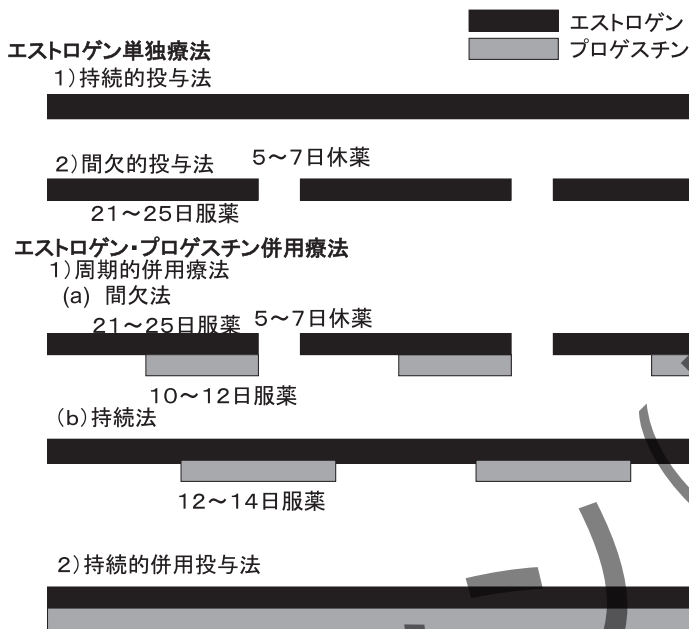 エストロゲン
プロゲスチン
エストロゲン単独療法
1)持続的投与法
2)間欠的投与法 5～7日休薬
21～25日服薬
エストロゲン・プロゲスチン併用療法
1)周期的併用療法
(a) 間欠法
21～25日服薬 5～7日休薬
10～12日服薬
(b)持続法
12～14日服薬
2)持続的併用投与法